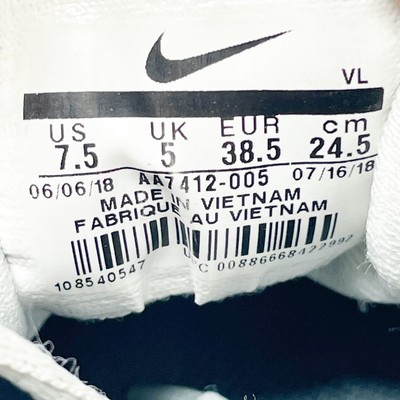 VL
US UK EUR cm
7.5 5 38.5 24.5
06/06/18 AA7412-005 07/16/18
MADE IN VIETNAM
FABRIQUE AU VIETNAM
108540547 UPC 00886668422992